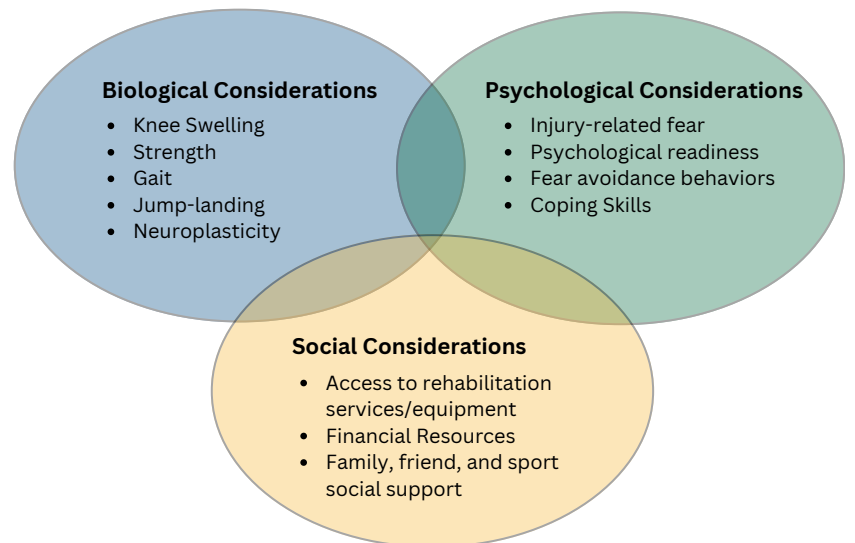 Biological Considerations
• Knee Swelling
• Strength
• Gait
• Jump-landing
• Neuroplasticity
Psychological Considerations
• Injury-related fear
• Psychological readiness
• Fear avoidance behaviors
• Coping Skills
Social Considerations
• Access to rehabilitation
services/equipment
• Financial Resources
• Family, friend, and sport
social support